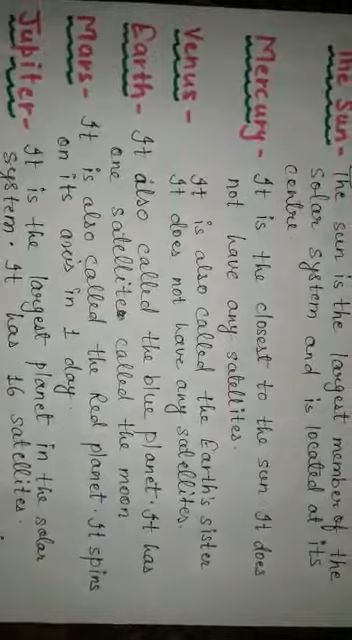 The Sun- The sun is the largest member of the
solar system and is located at its
centre
Mercury- It is the closest to the sun It does
not have any satellites.
Venus - It is also called the Earth's sister
It does not have any satellites.
Earth- It also called the blue planet. It has
one satellites called the moon
Mars- It is also called the Red planet. It spins
on its axis in 1 day
Jupiter- It is the largest planet in the solar
system. It has 16 satellites.